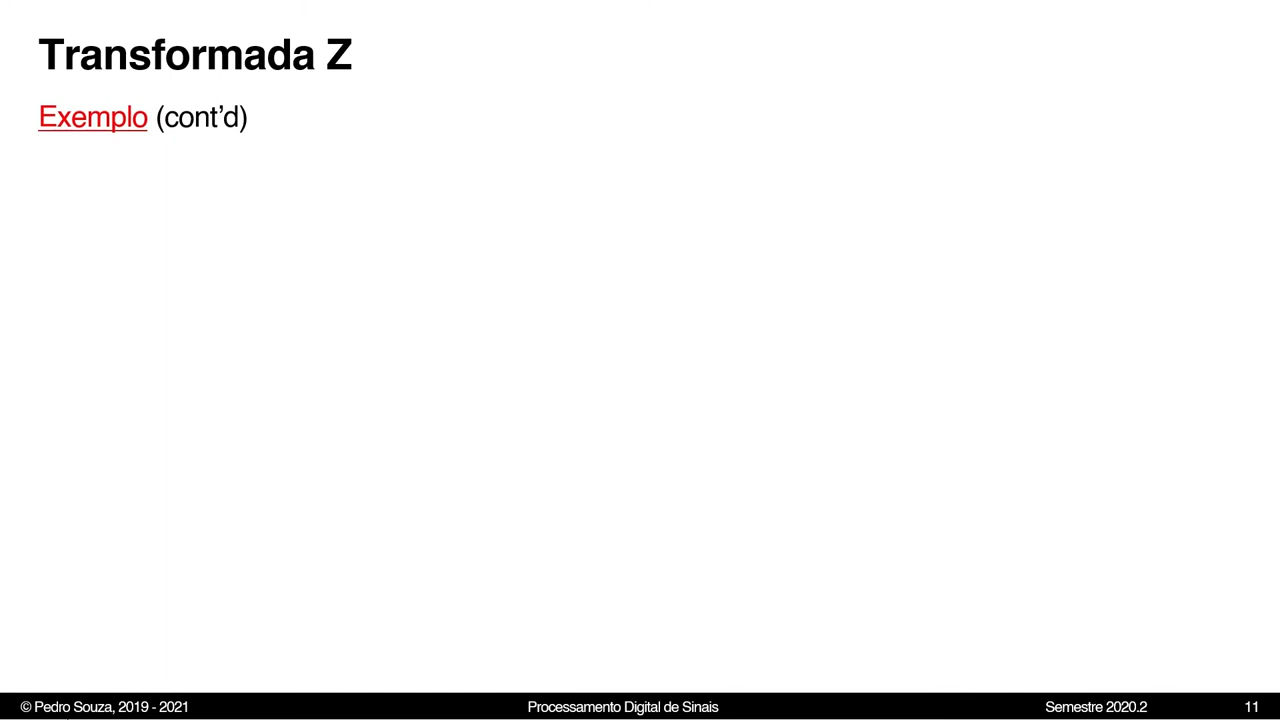 Transformada Z
Exemplo (cont’d)
© Pedro Souza, 2019 - 2021 Processamento Digital de Sinais Semestre 2020.2 11